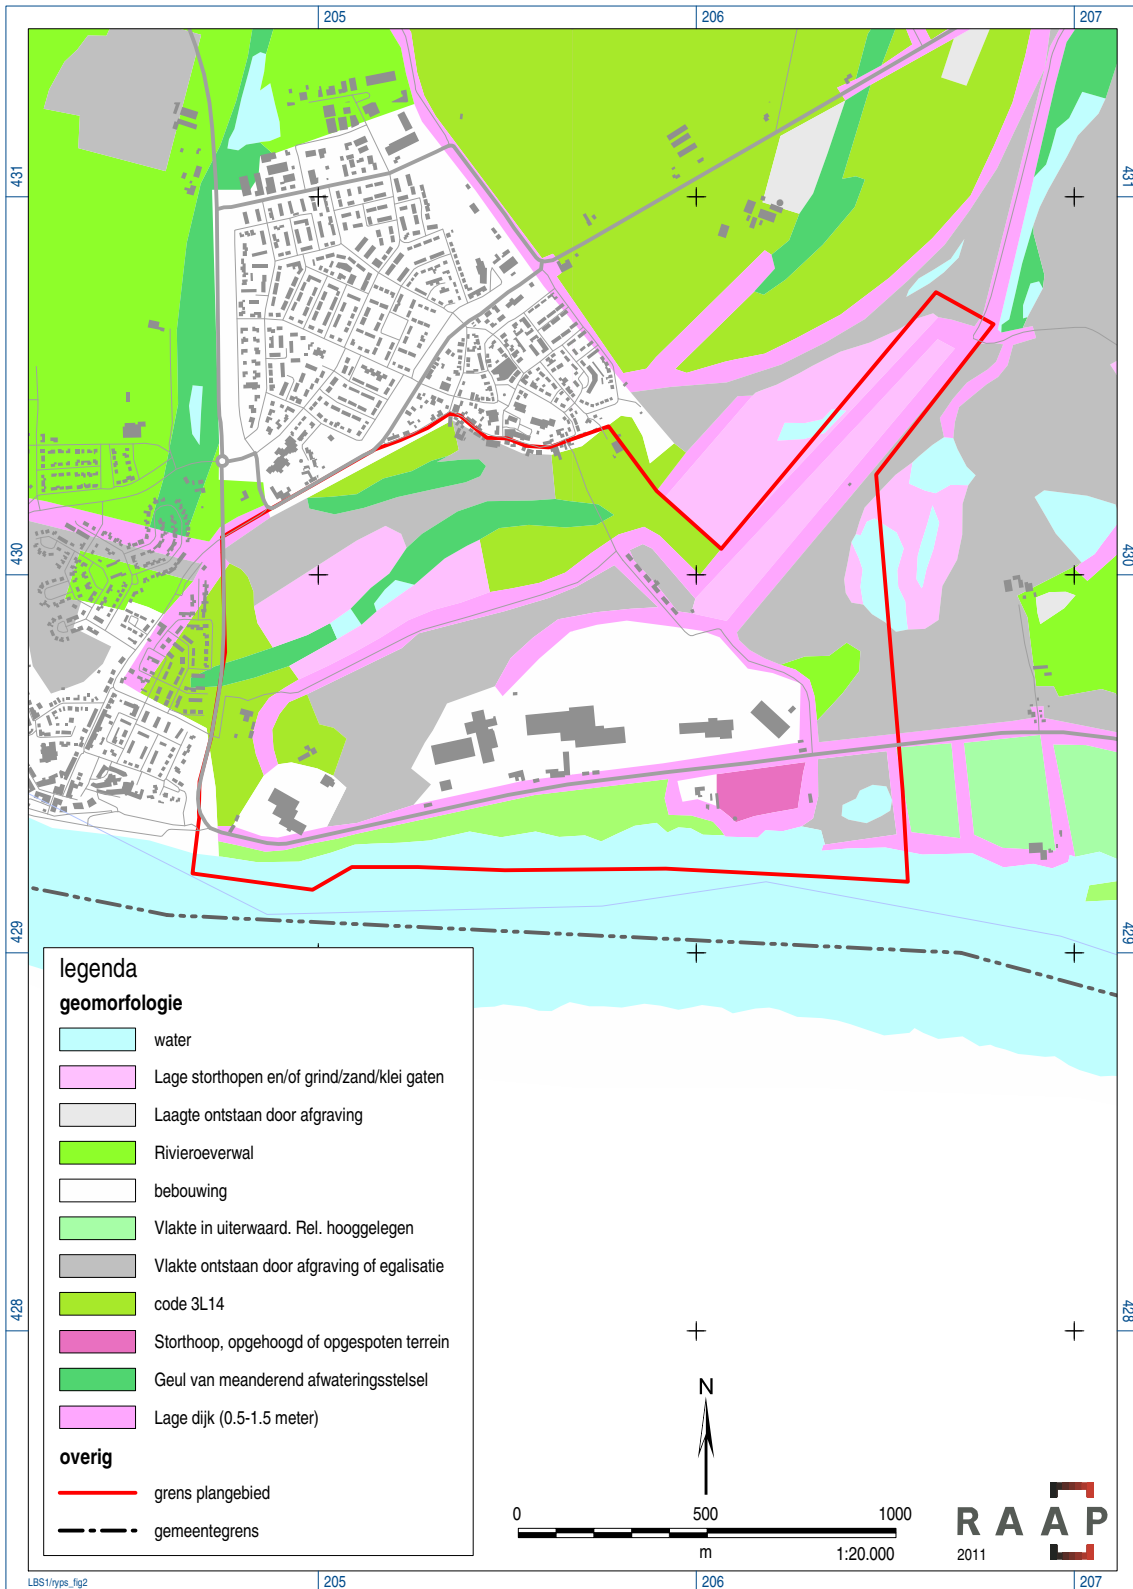 205 206 207
431 431
430 430
429 429
428 428
legenda
geomorfologie
water
Lage storthopen en/of grind/zand/klei gaten
Laagte ontstaan door afgraving
Rivieroeverwal
bebouwing
Vlakte in uiterwaard. Rel. hooggelegen
Vlakte ontstaan door afgraving of egalisatie
code 3L14
Storthoop, opgehoogd of opgespoten terrein
Geul van meanderend afwateringsstelsel
Lage dijk (0.5-1.5 meter)
overig
grens plangebied
gemeentegrens
N
0 500 1000
m 1:20.000
RAAP
2011
LBS1/ryps_fig2
205 206 207